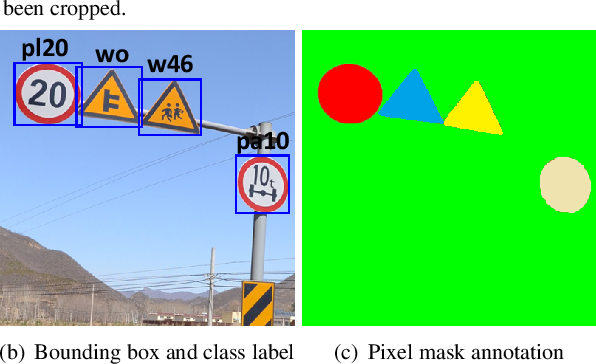 been cropped.
pl20
wo
w46
20
pa10
10t
(b) Bounding box and class label
(c) Pixel mask annotation